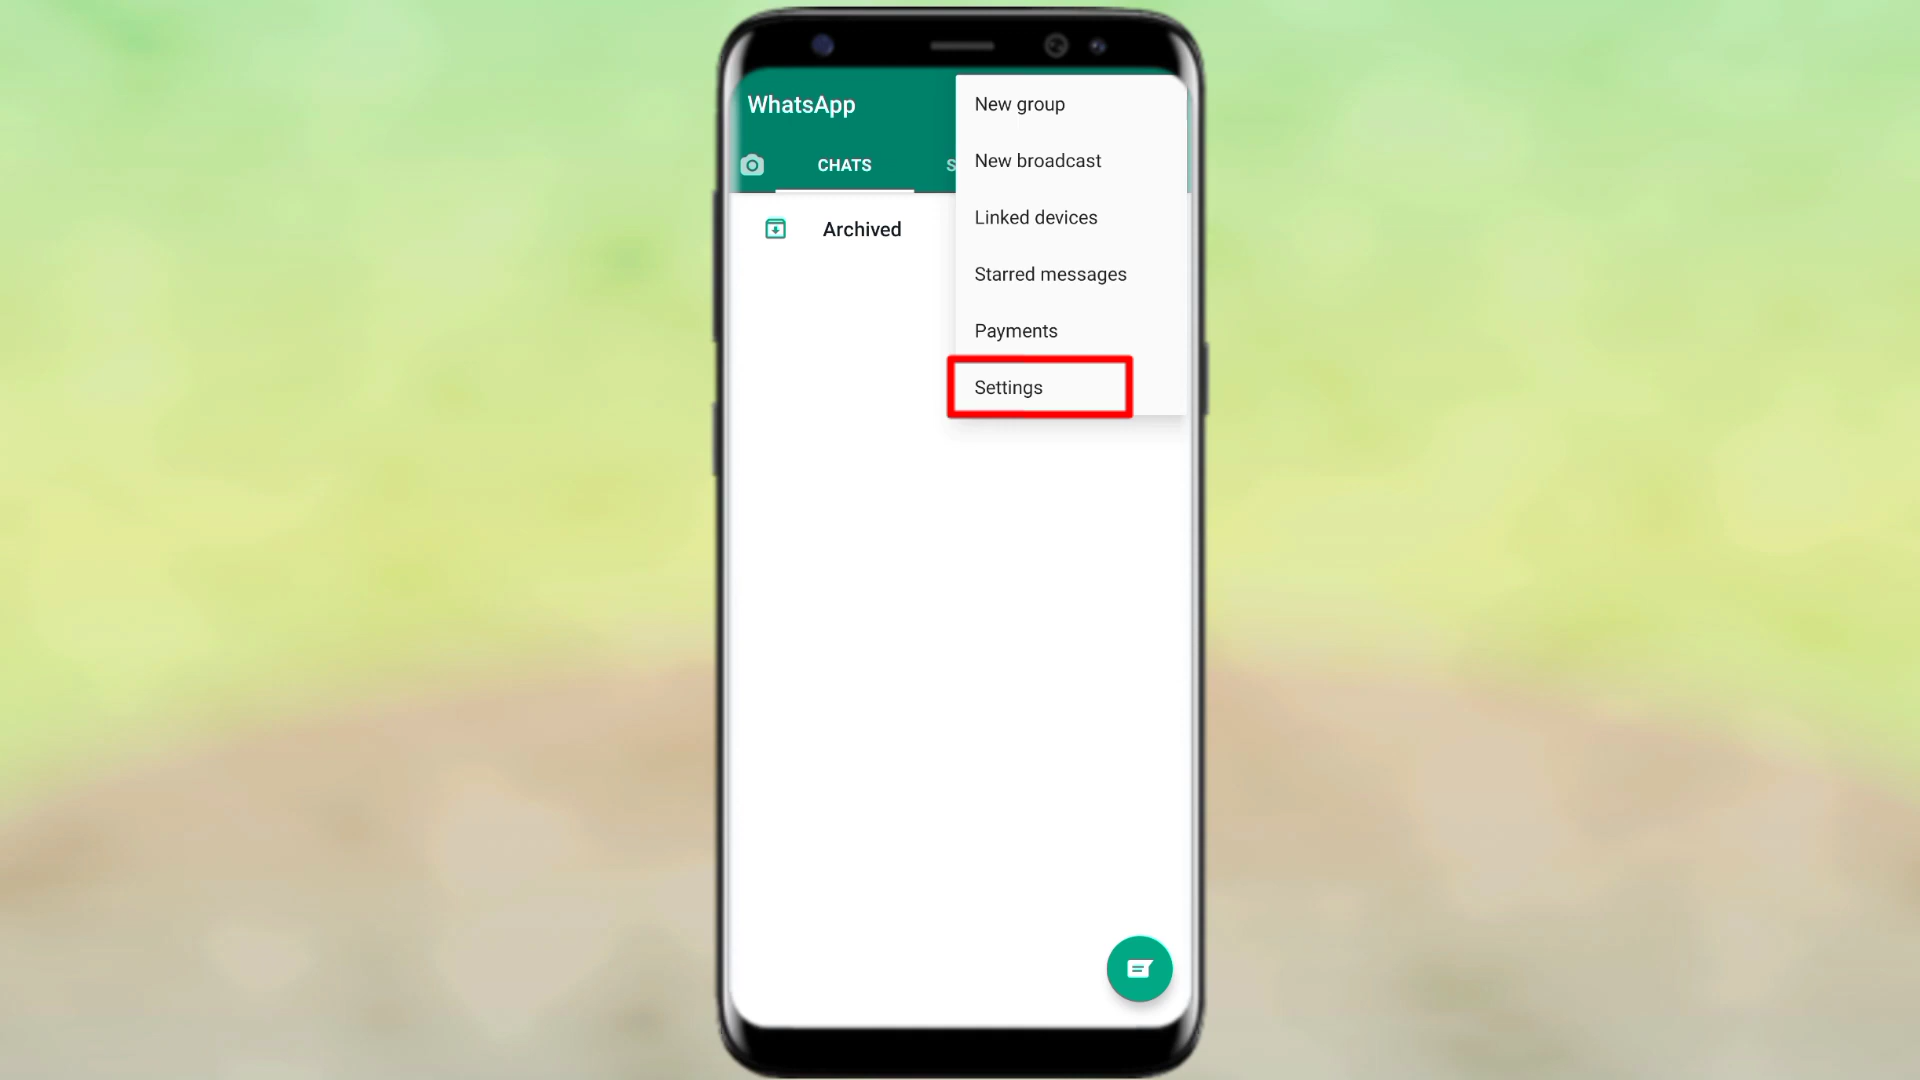 WhatsApp
CHATS
S
Archived
New group
New broadcast
Linked devices
Starred messages
Payments
Settings